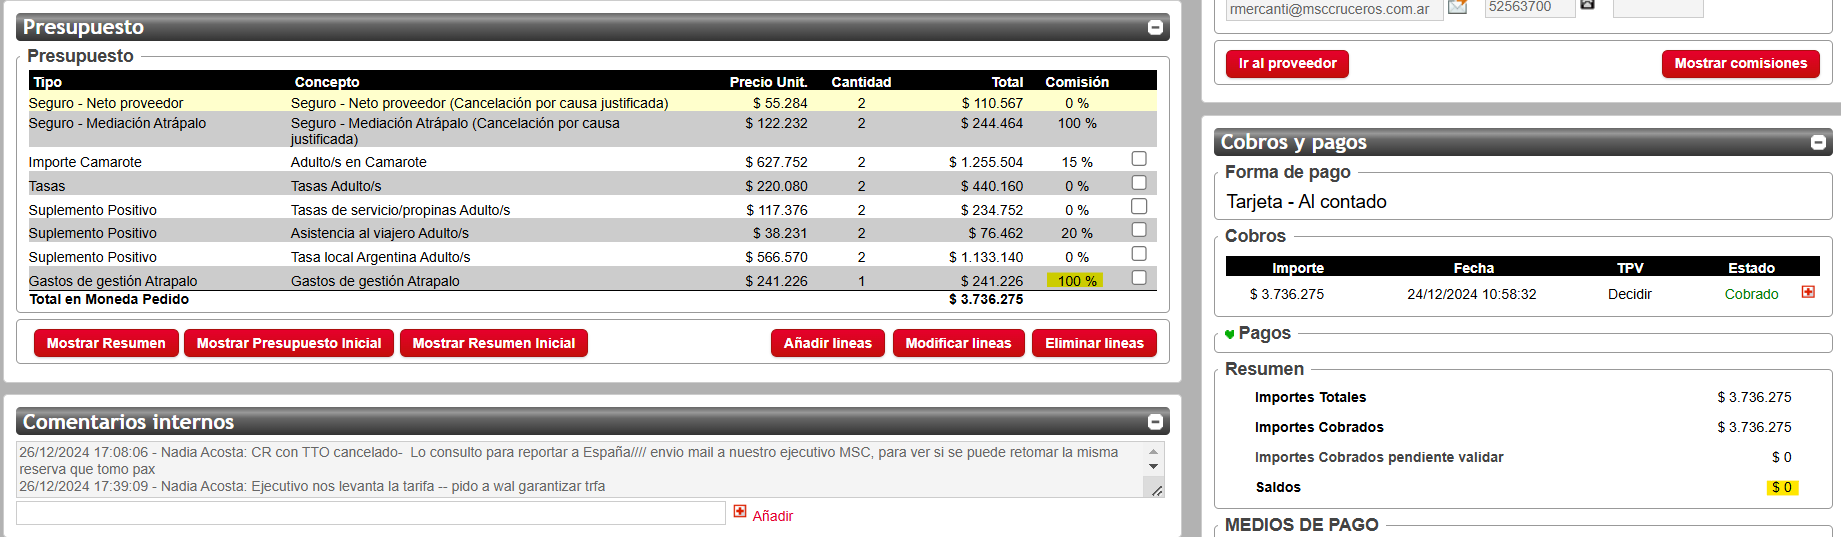 Presupuesto
Presupuesto
Tipo Concepto Precio Unit. Cantidad Total Comisión
Seguro - Neto proveedor Seguro - Neto proveedor (Cancelación por causa justificada) $ 55.284 2 $ 110.567 0 %
Seguro - Mediación Atrápalo Seguro - Mediación Atrápalo (Cancelación por causa $ 122.232 2 $ 244.464 100 %
justificada)
Importe Camarote Adulto/s en Camarote $ 627.752 2 $ 1.255.504 15 %
Tasas Tasas Adulto/s $ 220.080 2 $ 440.160 0 %
Suplemento Positivo Tasas de servicio/propinas Adulto/s $ 117.376 2 $ 234.752 0 %
Suplemento Positivo Asistencia al viajero Adulto/s $ 38.231 2 $ 76.462 20 %
Suplemento Positivo Tasa local Argentina Adulto/s $ 566.570 2 $ 1.133.140 0 %
Gastos de gestión Atrapalo Gastos de gestión Atrapalo $ 241.226 1 $ 241.226 100 %
Total en Moneda Pedido $ 3.736.275
Mostrar Resumen Mostrar Presupuesto Inicial Mostrar Resumen Inicial Añadir lineas Modificar lineas Eliminar lineas
Comentarios internos
26/12/2024 17:08:06 - Nadia Acosta: CR con TTO cancelado-  Lo consulto para reportar a España//// envio mail a nuestro ejecutivo MSC, para ver si se puede retomar la misma
reserva que tomo pax
26/12/2024 17:39:09 - Nadia Acosta: Ejecutivo nos levanta la tarifa -- pido a wal garantizar trfa
Añadir
rmercanti@msccruceros.com.ar 52563700
Ir al proveedor Mostrar comisiones
Cobros y pagos
Forma de pago
Tarjeta - Al contado
Cobros
Importe Fecha TPV Estado
$ 3.736.275 24/12/2024 10:58:32 Decidir Cobrado
Pagos
Resumen
Importes Totales $ 3.736.275
Importes Cobrados $ 3.736.275
Importes Cobrados pendiente validar $ 0
Saldos $ 0
MEDIOS DE PAGO